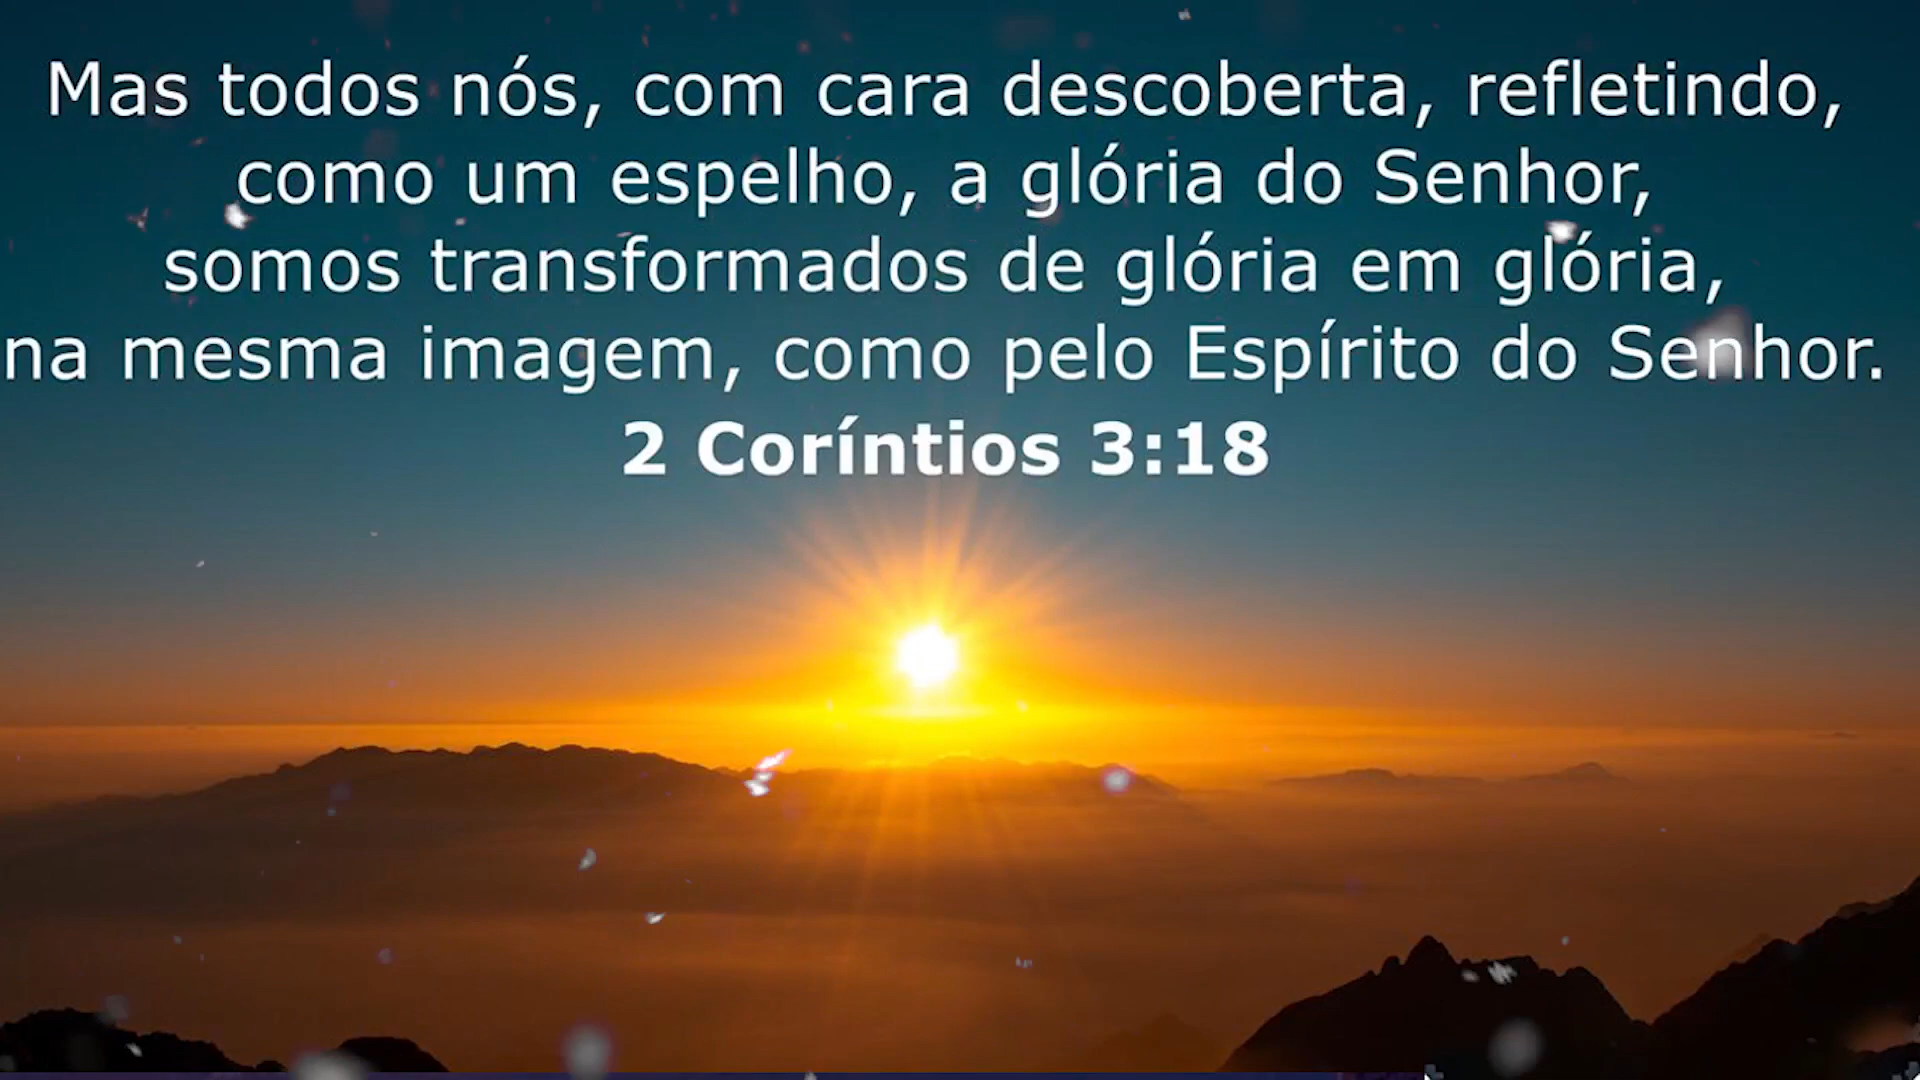 Mas todos nós, com cara descoberta, refletindo,
como um espelho, a glória do Senhor,
somos transformados de glória em glória,
na mesma imagem, como pelo Espírito do Senhor.
2 Coríntios 3:18